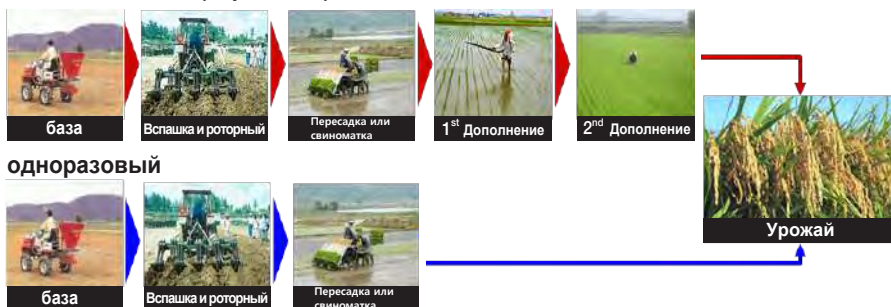 база
Вспашка и роторный
Пересадка или
свиноматка
1st Дополнение
2nd Дополнение
одноразовый
Урожай
база
Вспашка и роторный
Пересадка или
свиноматка